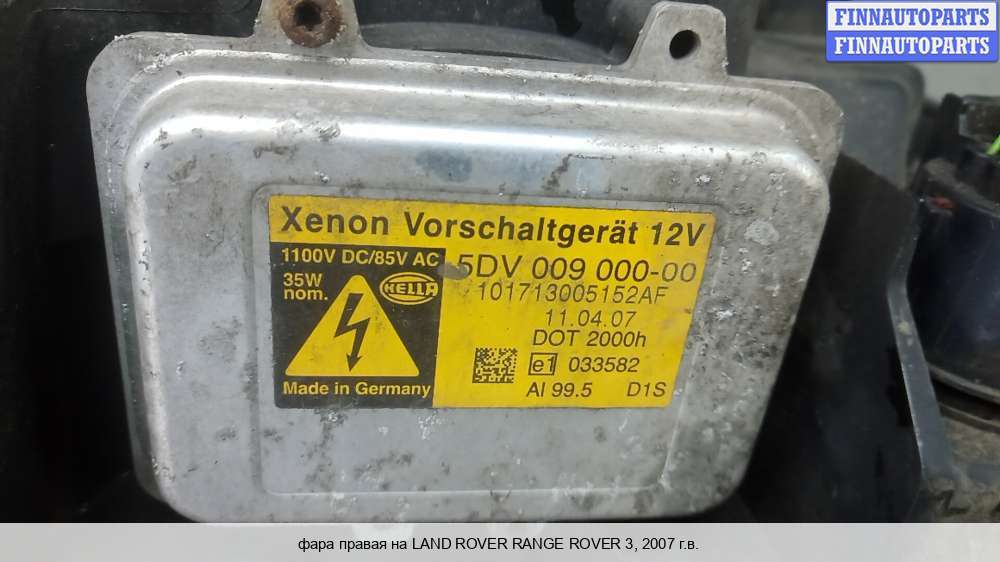 FINNAUTOPARTS
FINNAUTOPARTS
Xenon Vorschaltgerät 12V
1100V DC/85V AC
35W
nom.
HELLA
Made in Germany
5DV 009 000-00
101713005152AF
11.04.07
DOT 2000h
e1 033582
Al 99.5 D1S
фара правая на LAND ROVER RANGE ROVER 3, 2007 г.в.